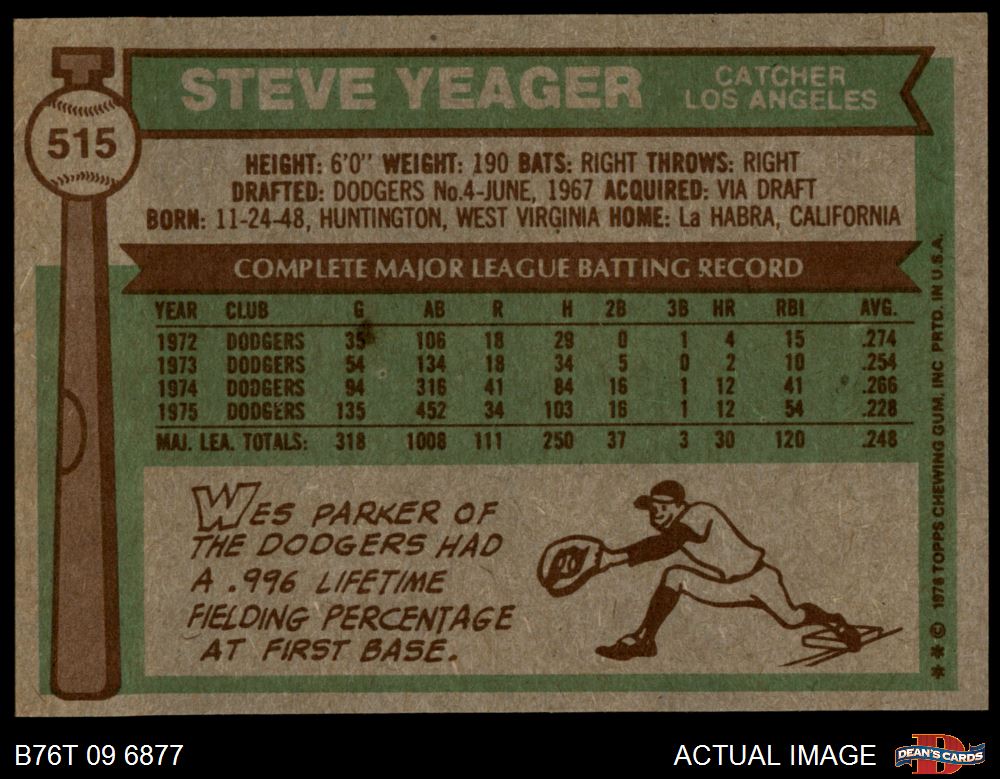 STEVE YEAGER
CATCHER
LOS ANGELES
515
HEIGHT: 6'0" WEIGHT: 190 BATS: RIGHT THROWS: RIGHT
DRAFTED: DODGERS No.4-JUNE, 1967 ACQUIRED: VIA DRAFT
BORN: 11-24-48, HUNTINGTON, WEST VIRGINIA HOME: La HABRA, CALIFORNIA
COMPLETE MAJOR LEAGUE BATTING RECORD
YEAR CLUB G AB R H 2B 3B HR RBI AVG.
1972 DODGERS 35 106 18 29 0 1 4 15 .274
1973 DODGERS 54 134 18 34 5 0 2 10 .254
1974 DODGERS 94 316 41 84 16 1 12 41 .266
1975 DODGERS 135 452 34 103 16 1 12 54 .228
MAJ. LEA. TOTALS: 318 1008 111 250 37 3 30 120 .248
WES PARKER OF
THE DODGERS HAD
A .996 LIFETIME
FIELDING PERCENTAGE
AT FIRST BASE.
* * © 1976 TOPPS CHEWING GUM, INC PRTD. IN U.S.A.
B76T 09 6877
ACTUAL IMAGE
DEAN'S CARDS